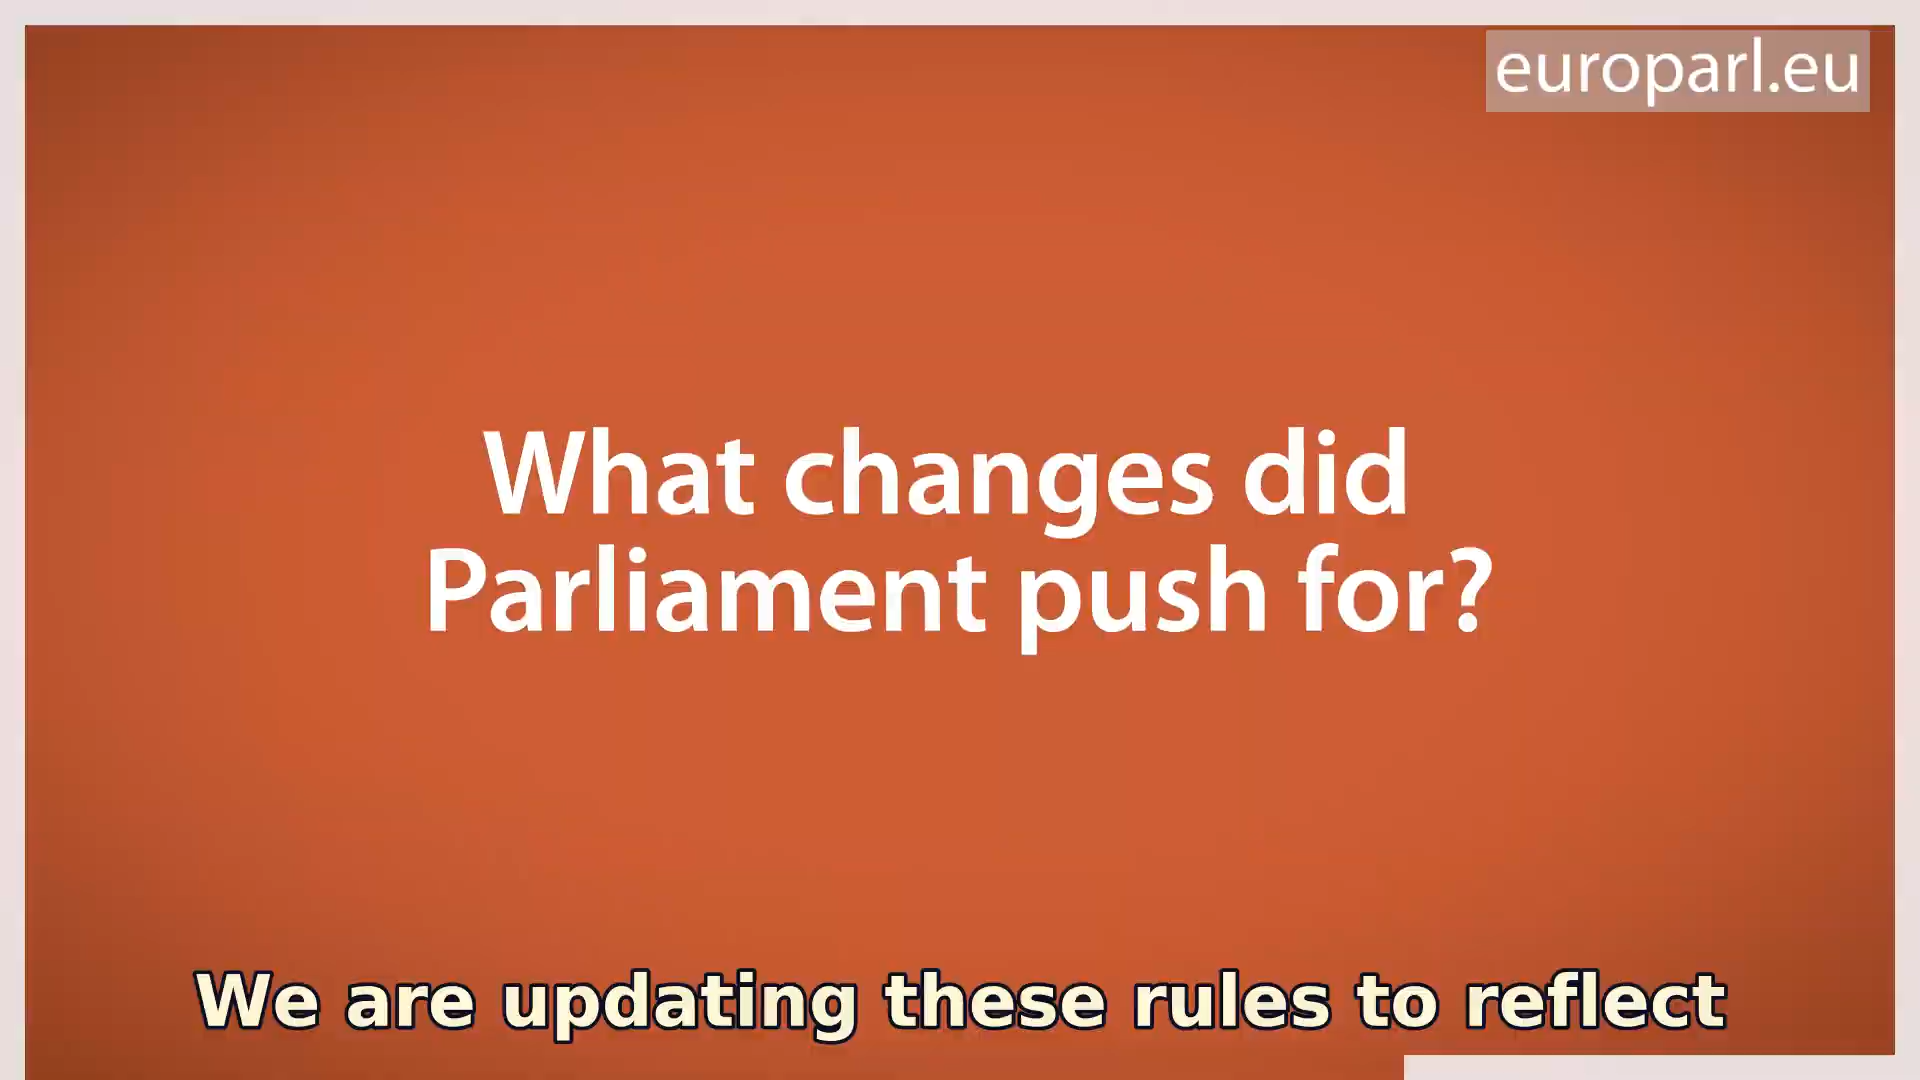 europarl.eu
What changes did
Parliament push for?
We are updating these rules to reflect